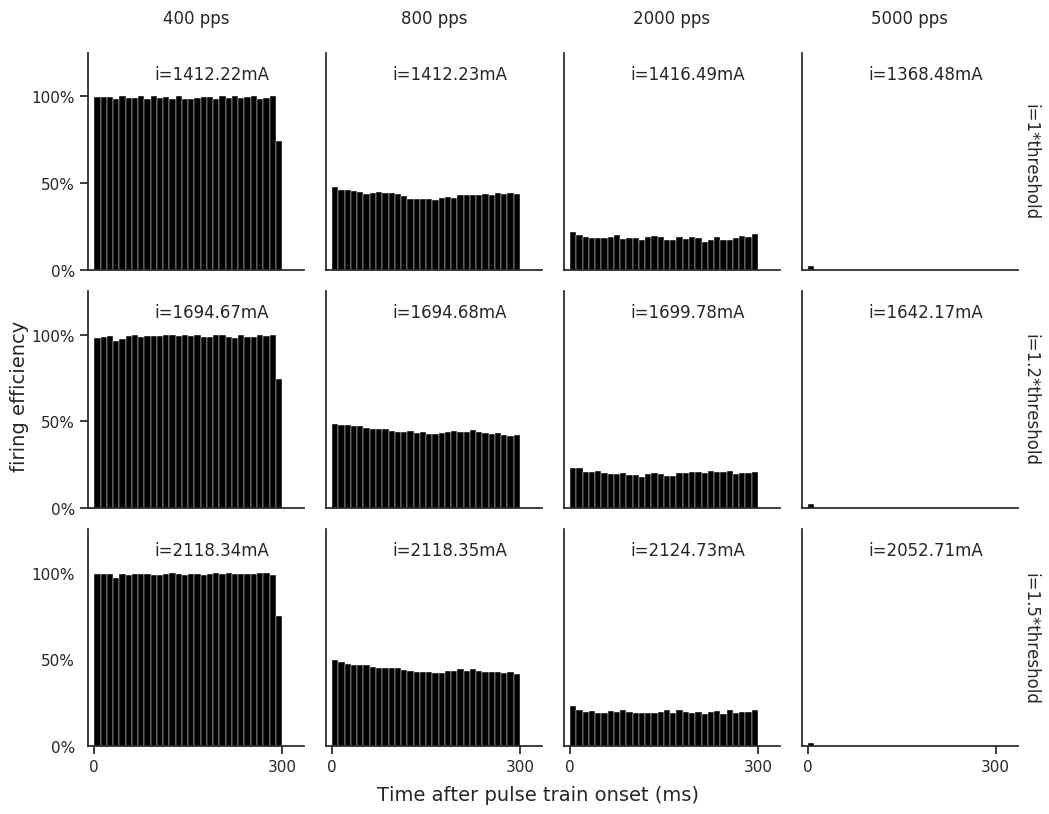 400 pps
800 pps
2000 pps
5000 pps
i=1412.22mA
i=1412.23mA
i=1416.49mA
i=1368.48mA
100%
50%
0%
i=1*threshold
i=1694.67mA
i=1694.68mA
i=1699.78mA
i=1642.17mA
100%
50%
0%
i=1.2*threshold
firing efficiency
i=2118.34mA
i=2118.35mA
i=2124.73mA
i=2052.71mA
100%
50%
0%
i=1.5*threshold
0
300
0
300
0
300
0
300
Time after pulse train onset (ms)